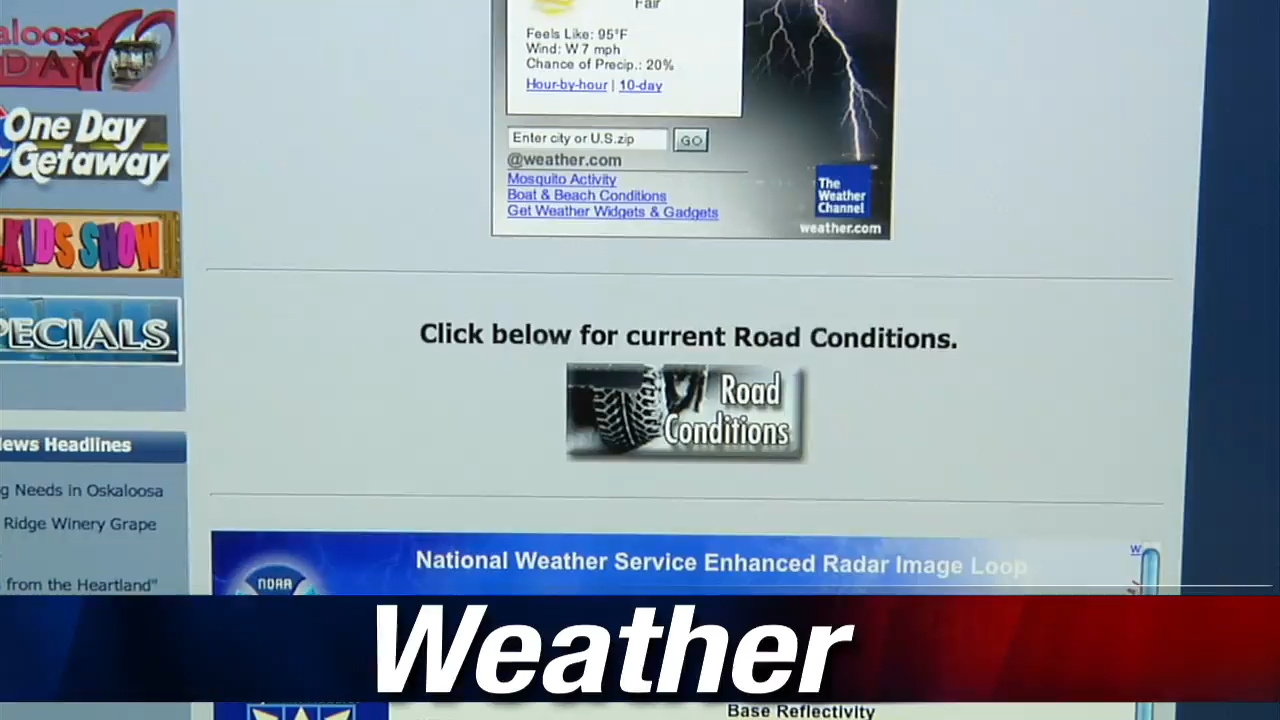 Fair
Feels Like: 95°F
Wind: W 7 mph
Chance of Precip.: 20%
Hour-by-hour | 10-day
Enter city or U.S.zip GO
@weather.com
Mosquito Activity
Boat & Beach Conditions
Get Weather Widgets & Gadgets
The
Weather
Channel
weather.com
aloosa
DAY
One Day
Getaway
KIDS SHOW
PECIALS
ews Headlines
g Needs in Oskaloosa
Ridge Winery Grape
s from the Heartland"
Click below for current Road Conditions.
Road
Conditions
National Weather Service Enhanced Radar Image Loop
W
NOAA
Weather
Base Reflectivity